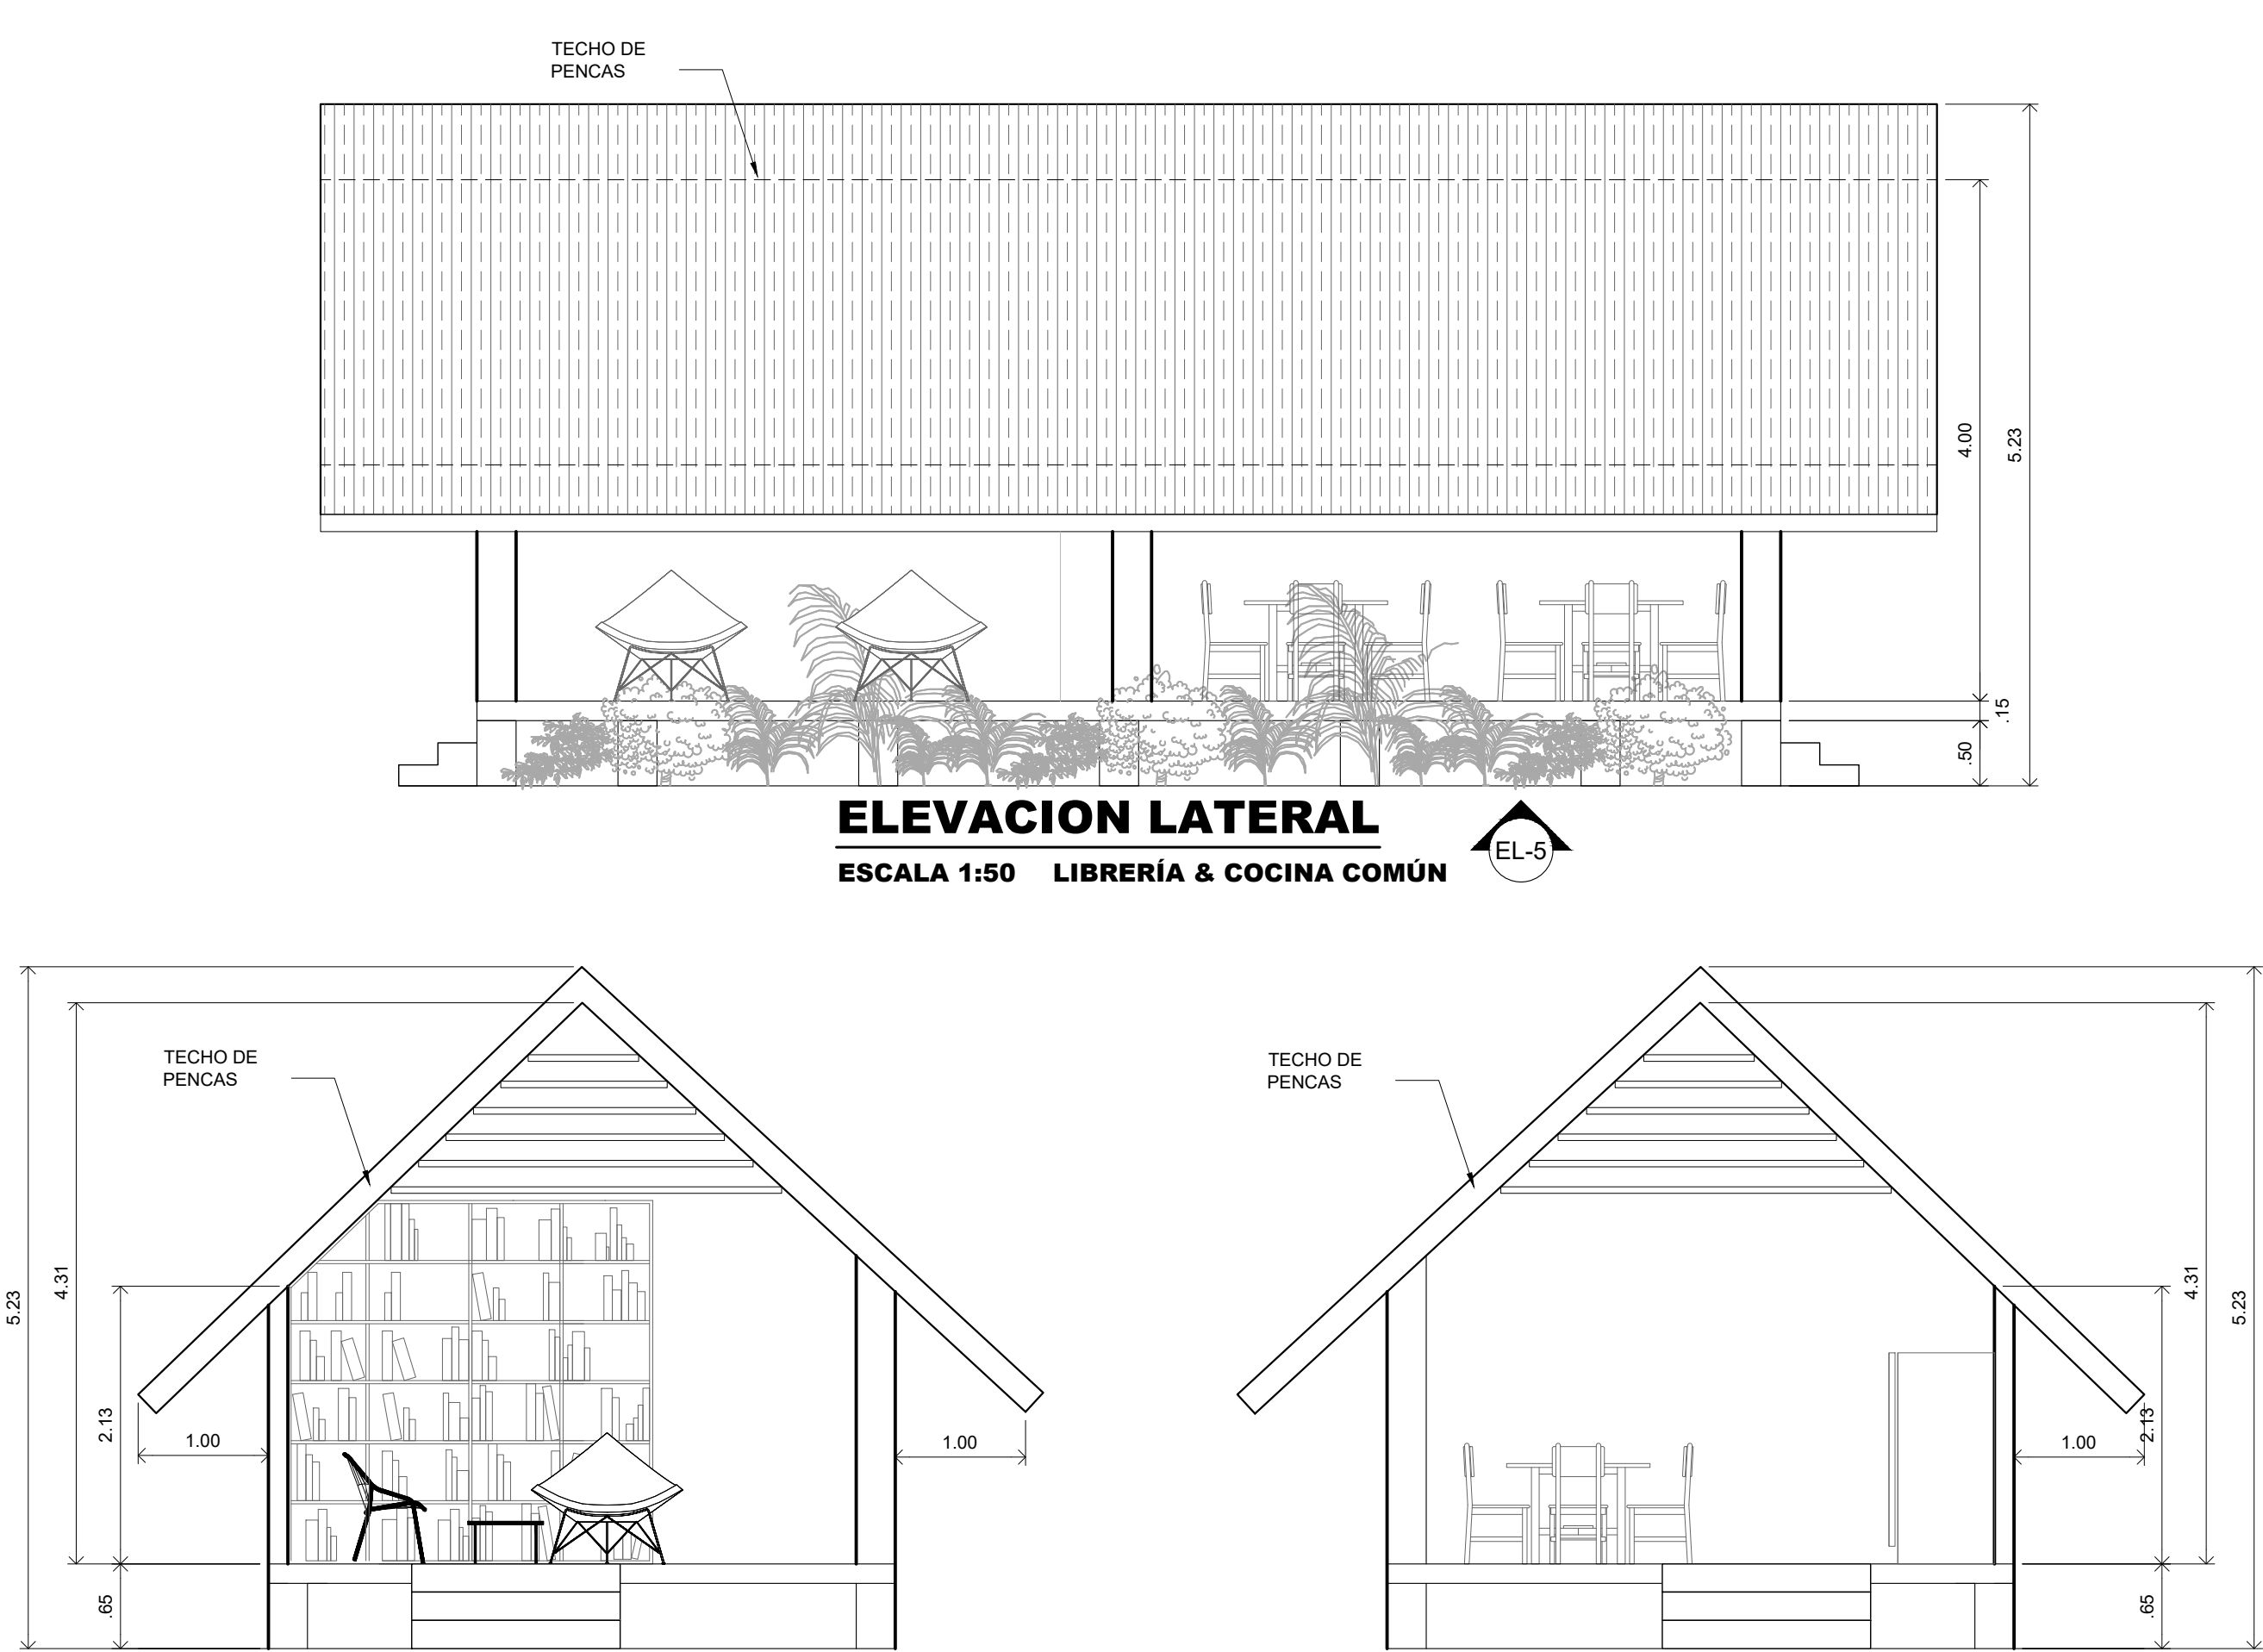 TECHO DE
PENCAS
4.00
5.23
.15
.50
ELEVACION LATERAL
ESCALA 1:50 LIBRERÍA & COCINA COMÚN
EL-5
TECHO DE
PENCAS
5.23
4.31
2.13
1.00
1.00
.65
TECHO DE
PENCAS
4.31
5.23
2.13
1.00
.65